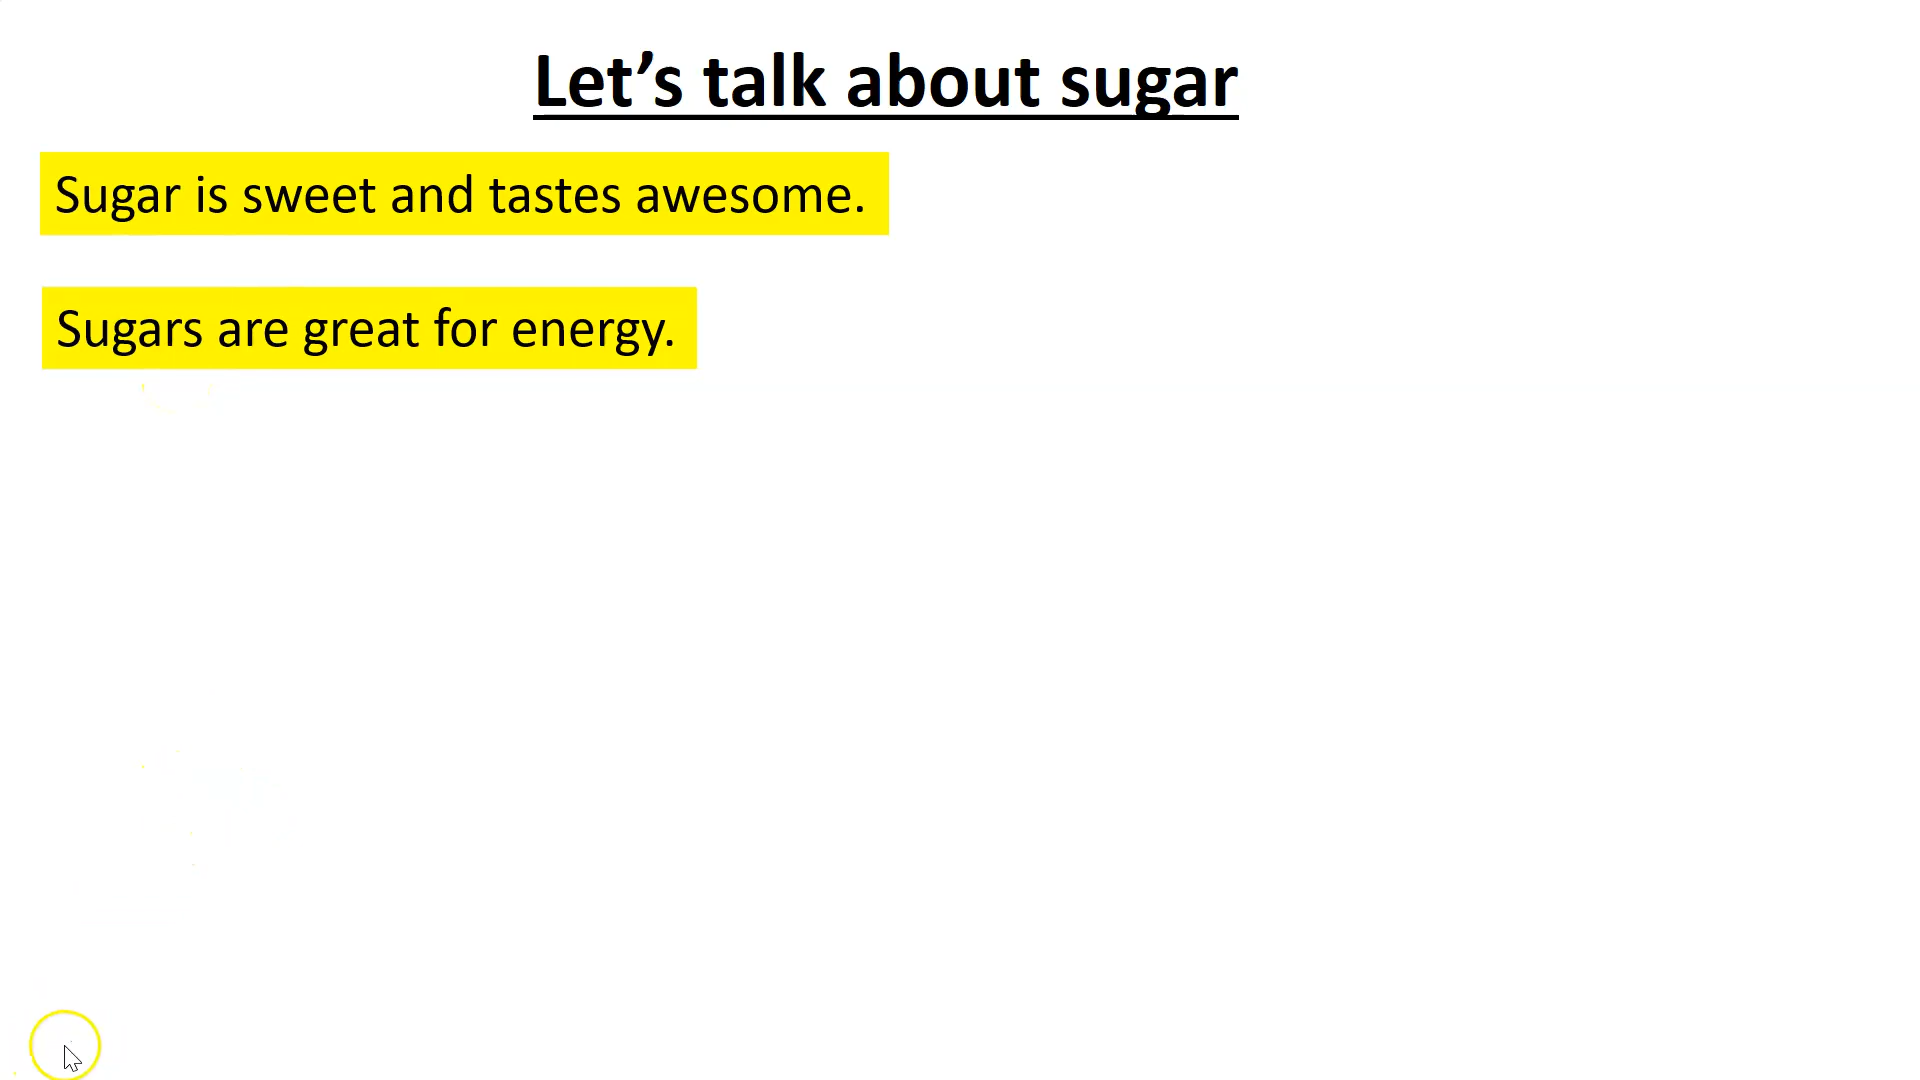 Let’s talk about sugar
Sugar is sweet and tastes awesome.
Sugars are great for energy.